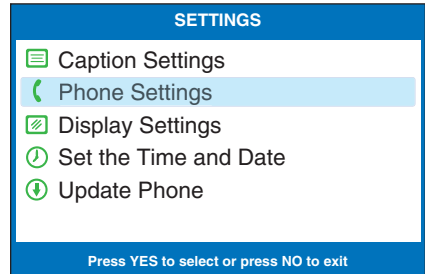 SETTINGS
Caption Settings
Phone Settings
Display Settings
Set the Time and Date
Update Phone
Press YES to select or press NO to exit